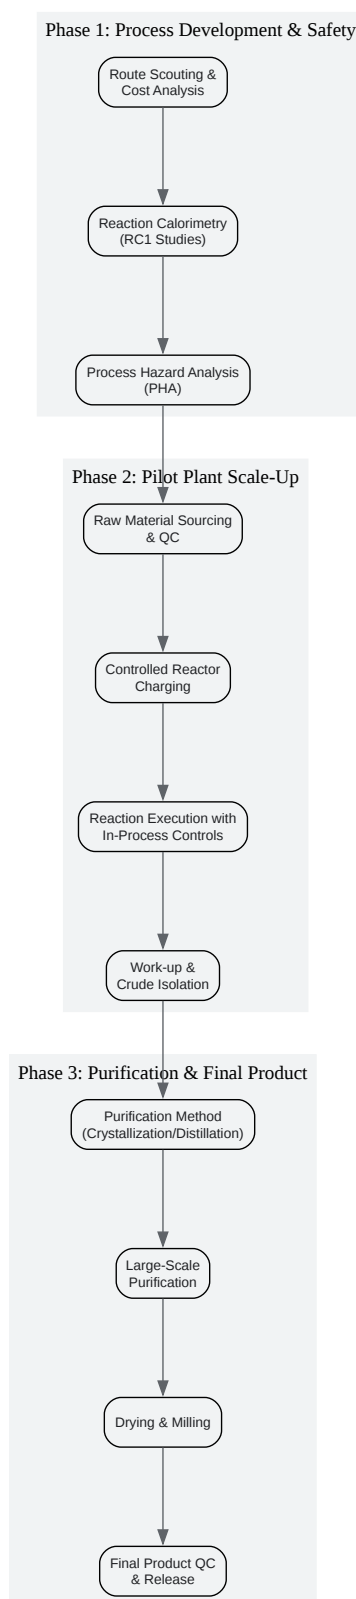 Phase 1: Process Development & Safety
Route Scouting &
Cost Analysis
Reaction Calorimetry
(RC1 Studies)
Process Hazard Analysis
(PHA)
Phase 2: Pilot Plant Scale-Up
Raw Material Sourcing
& QC
Controlled Reactor
Charging
Reaction Execution with
In-Process Controls
Work-up &
Crude Isolation
Phase 3: Purification & Final Product
Purification Method
(Crystallization/Distillation)
Large-Scale
Purification
Drying & Milling
Final Product QC
& Release